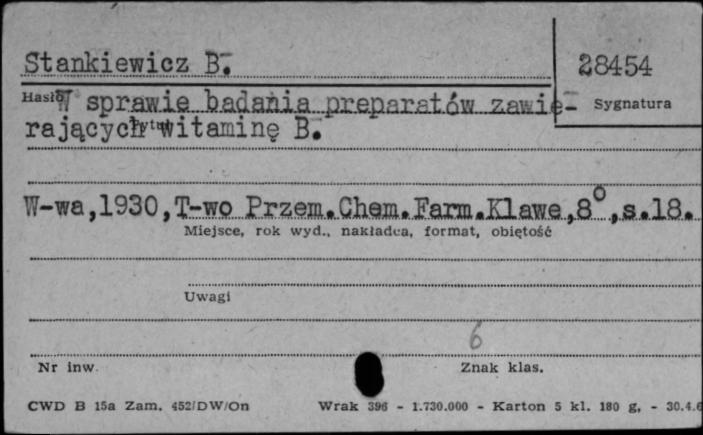 Stankiewicz B.
28454
Hasło
W sprawie badania preparatów zawie-
Sygnatura
rających witaminę B.
W-wa,1930,T-wo Przem.Chem.Farm.Klawe,8°,s.18.
Miejsce, rok wyd., nakładca, format, objętość
Uwagi
6
Nr inw.
Znak klas.
CWD B 15a Zam. 452/DW/On
Wrak 396 - 1.730.000 - Karton 5 kl. 180 g, - 30.4.6